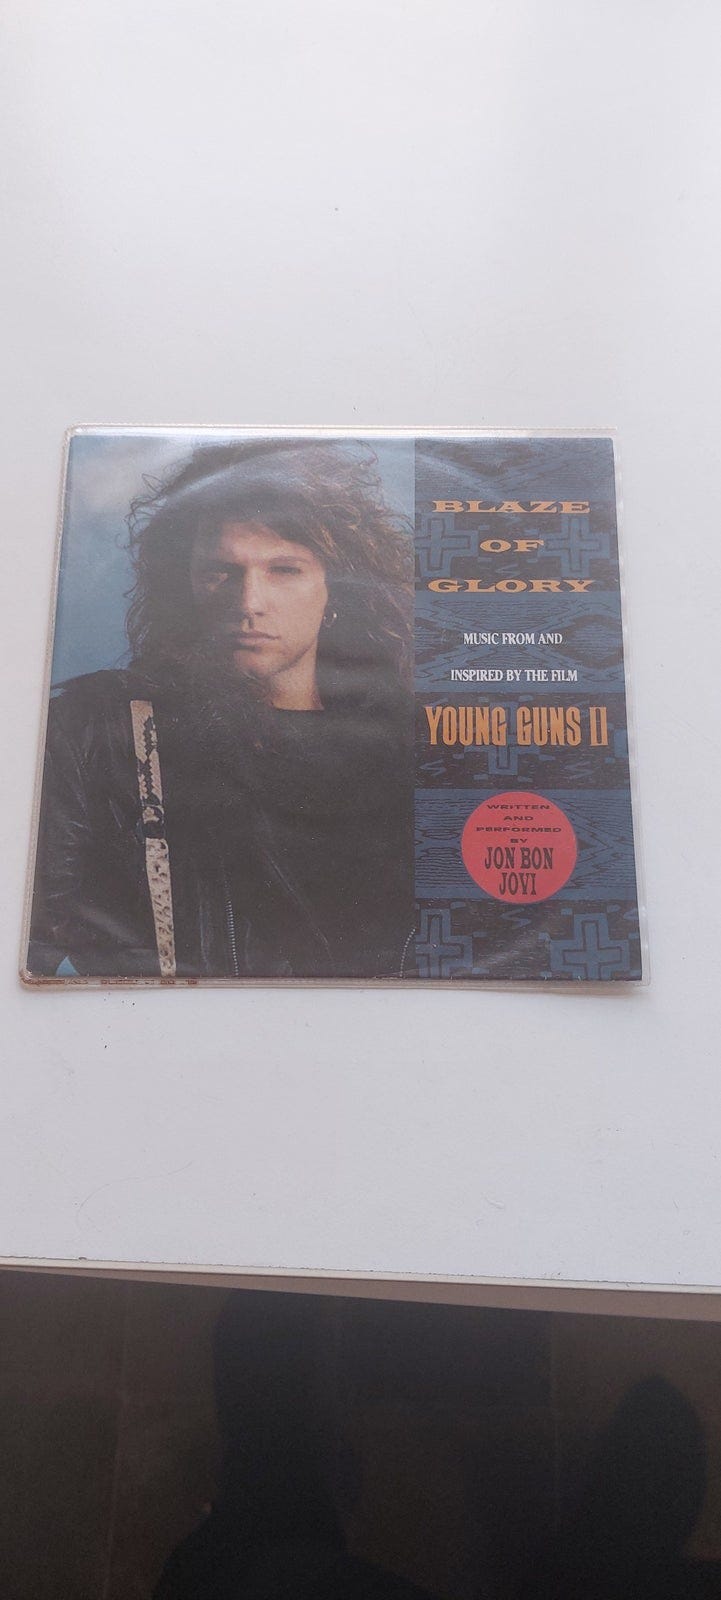 BLAZE
OF
GLORY
MUSIC FROM AND
INSPIRED BY THE FILM
YOUNG GUNS II
WRITTEN
AND
PERFORMED
BY
JON BON
JOVI